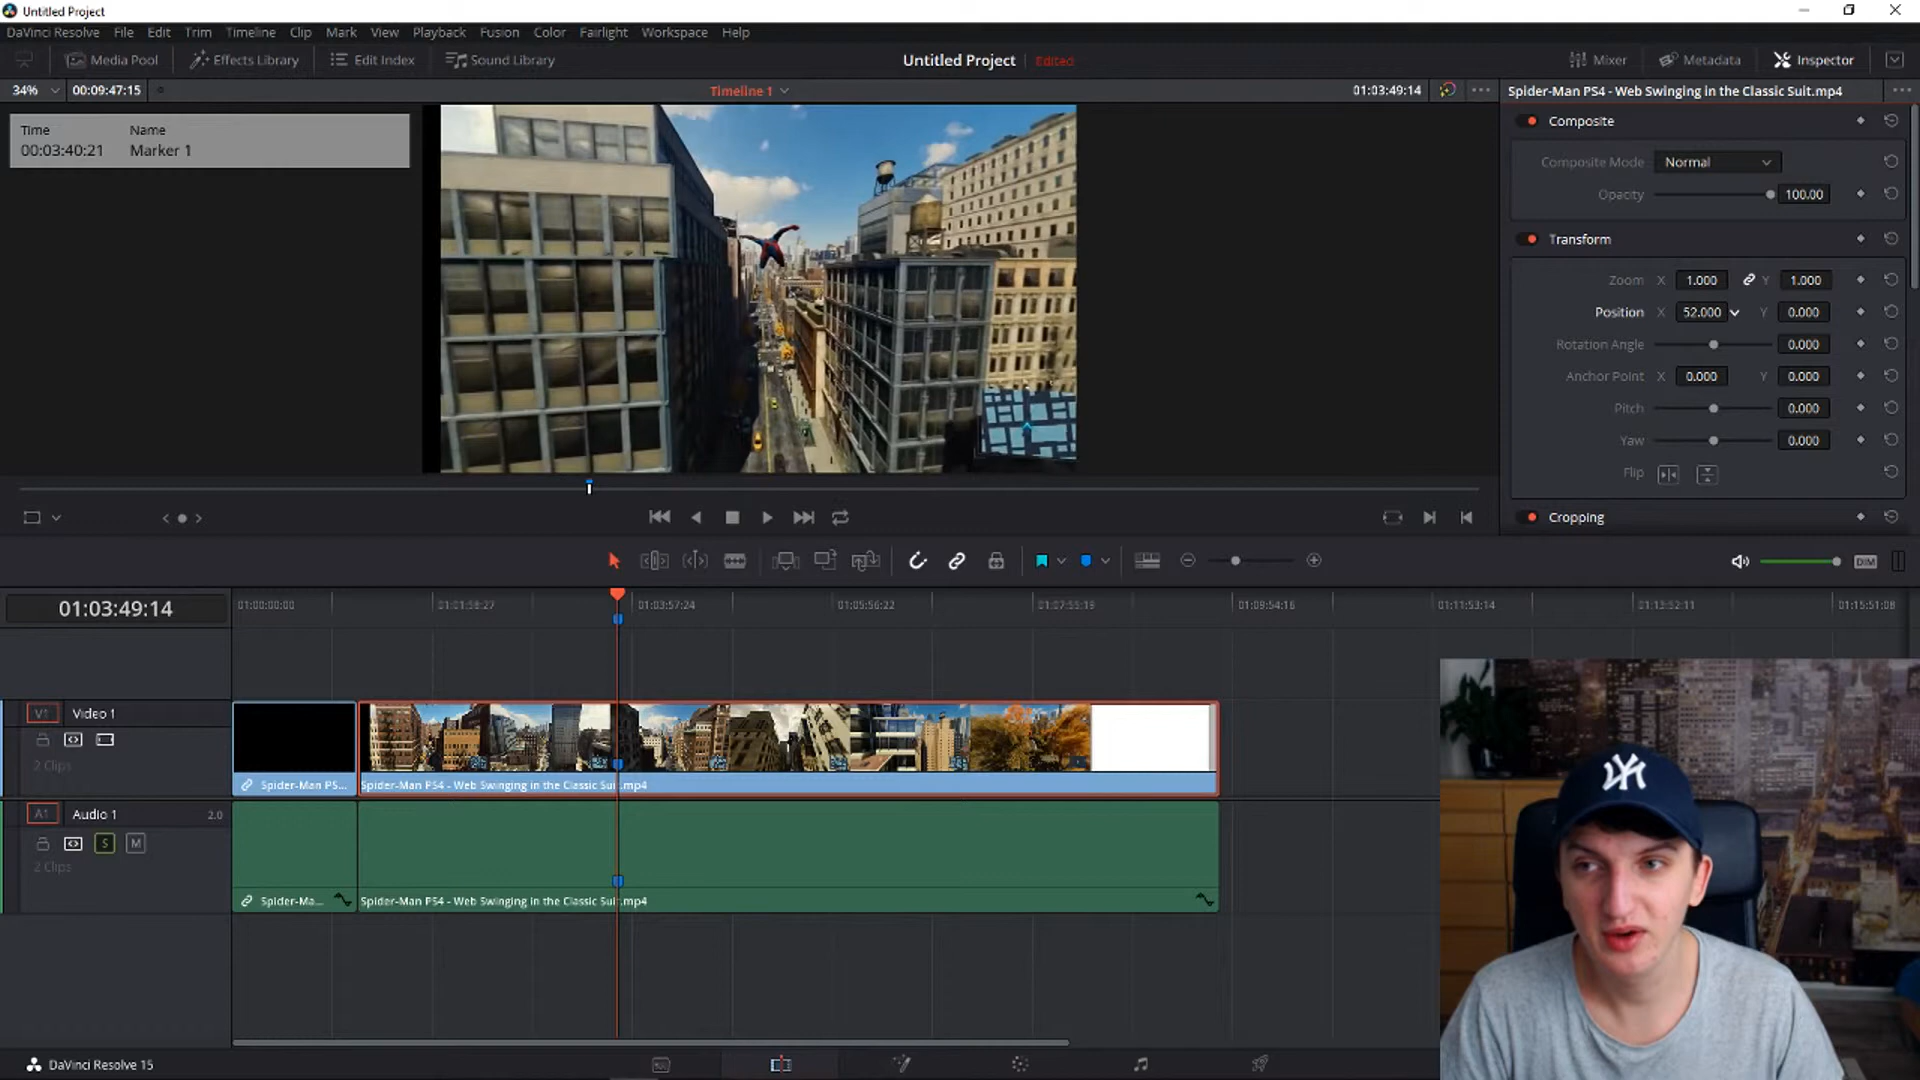 Untitled Project
DaVinci Resolve File Edit Trim Timeline Clip Mark View Playback Fusion Color Fairlight Workspace Help
Media Pool Effects Library Edit Index Sound Library Untitled Project Edited Mixer Metadata Inspector
34% 00:09:47:15 Timeline 1 01:03:49:14 Spider-Man PS4 - Web Swinging in the Classic Suit.mp4
Time Name
00:03:40:21 Marker 1
Composite
Composite Mode Normal
Opacity 100.00
Transform
Zoom X 1.000 Y 1.000
Position X 52.000 Y 0.000
Rotation Angle 0.000
Anchor Point X 0.000 Y 0.000
Pitch 0.000
Yaw 0.000
Flip
Cropping
DIM
01:03:49:14 01:00:00:00 01:01:58:27 01:03:57:24 01:05:56:22 01:07:55:19 01:09:54:16 01:11:53:14 01:13:52:11 01:15:51:08
V1 Video 1
2 Clips
Spider-Man PS... Spider-Man PS4 - Web Swinging in the Classic Sui .mp4
A1 Audio 1 2.0
S M
2 Clips
Spider-Ma... Spider-Man PS4 - Web Swinging in the Classic Sui .mp4
NY
DaVinci Resolve 15